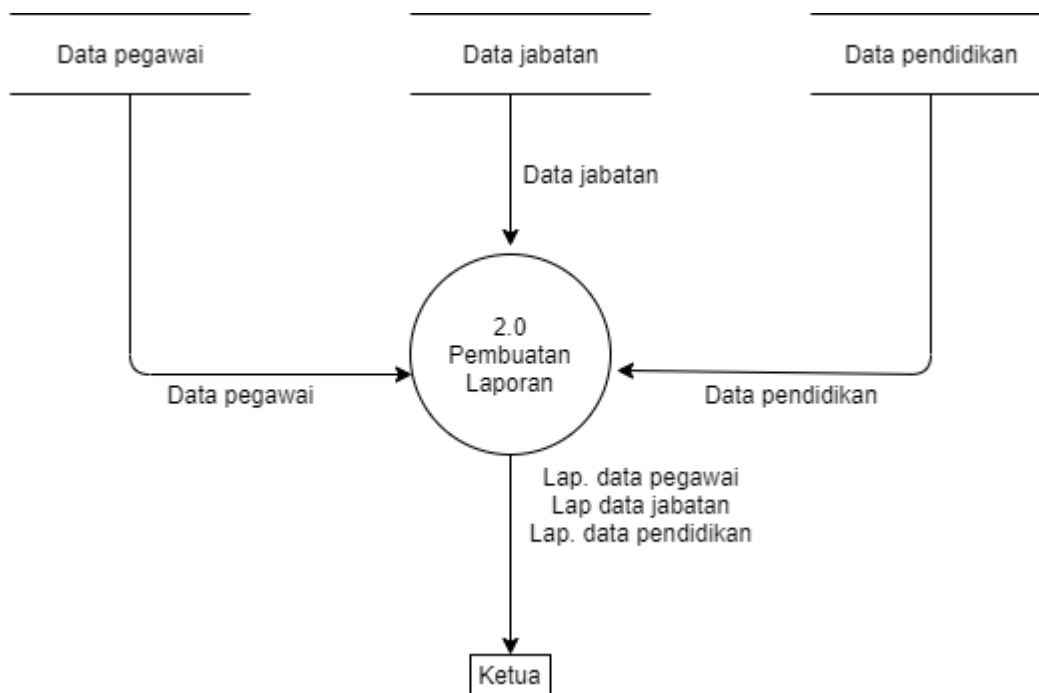 Data pegawai
Data jabatan
Data pendidikan
Data jabatan
2.0
Pembuatan
Laporan
Data pegawai
Data pendidikan
Lap. data pegawai
Lap data jabatan
Lap. data pendidikan
Ketua